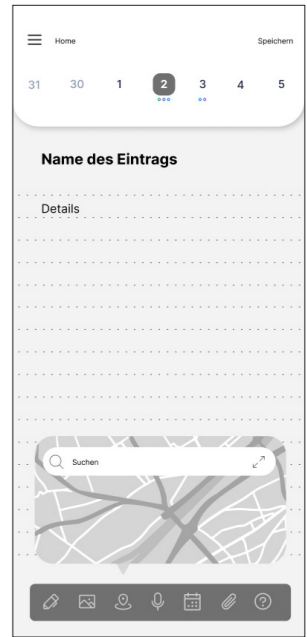 Home Speichern
31 30 1 2 3 4 5
Name des Eintrags
Details
Suchen